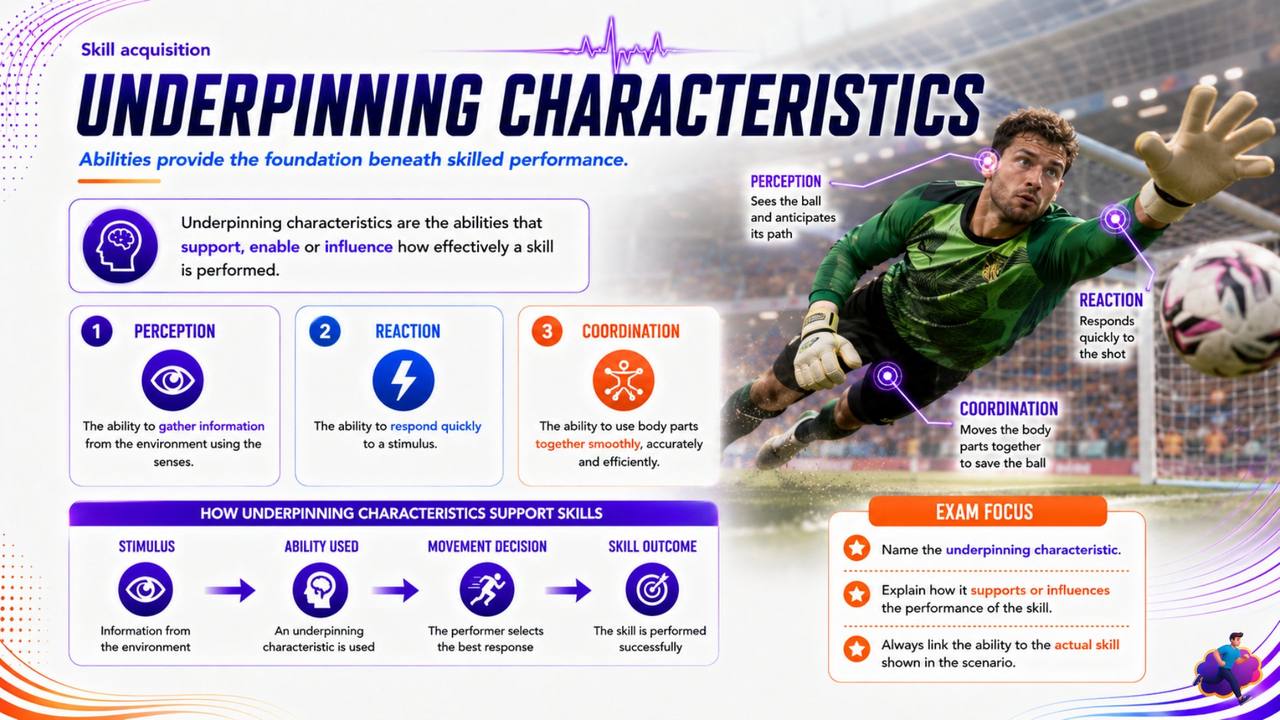 Skill acquisition
UNDERPINNING CHARACTERISTICS
Abilities provide the foundation beneath skilled performance.
Underpinning characteristics are the abilities that
support, enable or influence how effectively a skill
is performed.
1 PERCEPTION
The ability to gather information
from the environment using the
senses.
2 REACTION
The ability to respond quickly
to a stimulus.
3 COORDINATION
The ability to use body parts
together smoothly, accurately
and efficiently.
PERCEPTION
Sees the ball
and anticipates
its path
REACTION
Responds
quickly to
the shot
COORDINATION
Moves the body
parts together
to save the ball
HOW UNDERPINNING CHARACTERISTICS SUPPORT SKILLS
STIMULUS
Information from
the environment
ABILITY USED
An underpinning
characteristic is used
MOVEMENT DECISION
The performer selects
the best response
SKILL OUTCOME
The skill is performed
successfully
EXAM FOCUS
Name the underpinning characteristic.
Explain how it supports or influences
the performance of the skill.
Always link the ability to the actual skill
shown in the scenario.